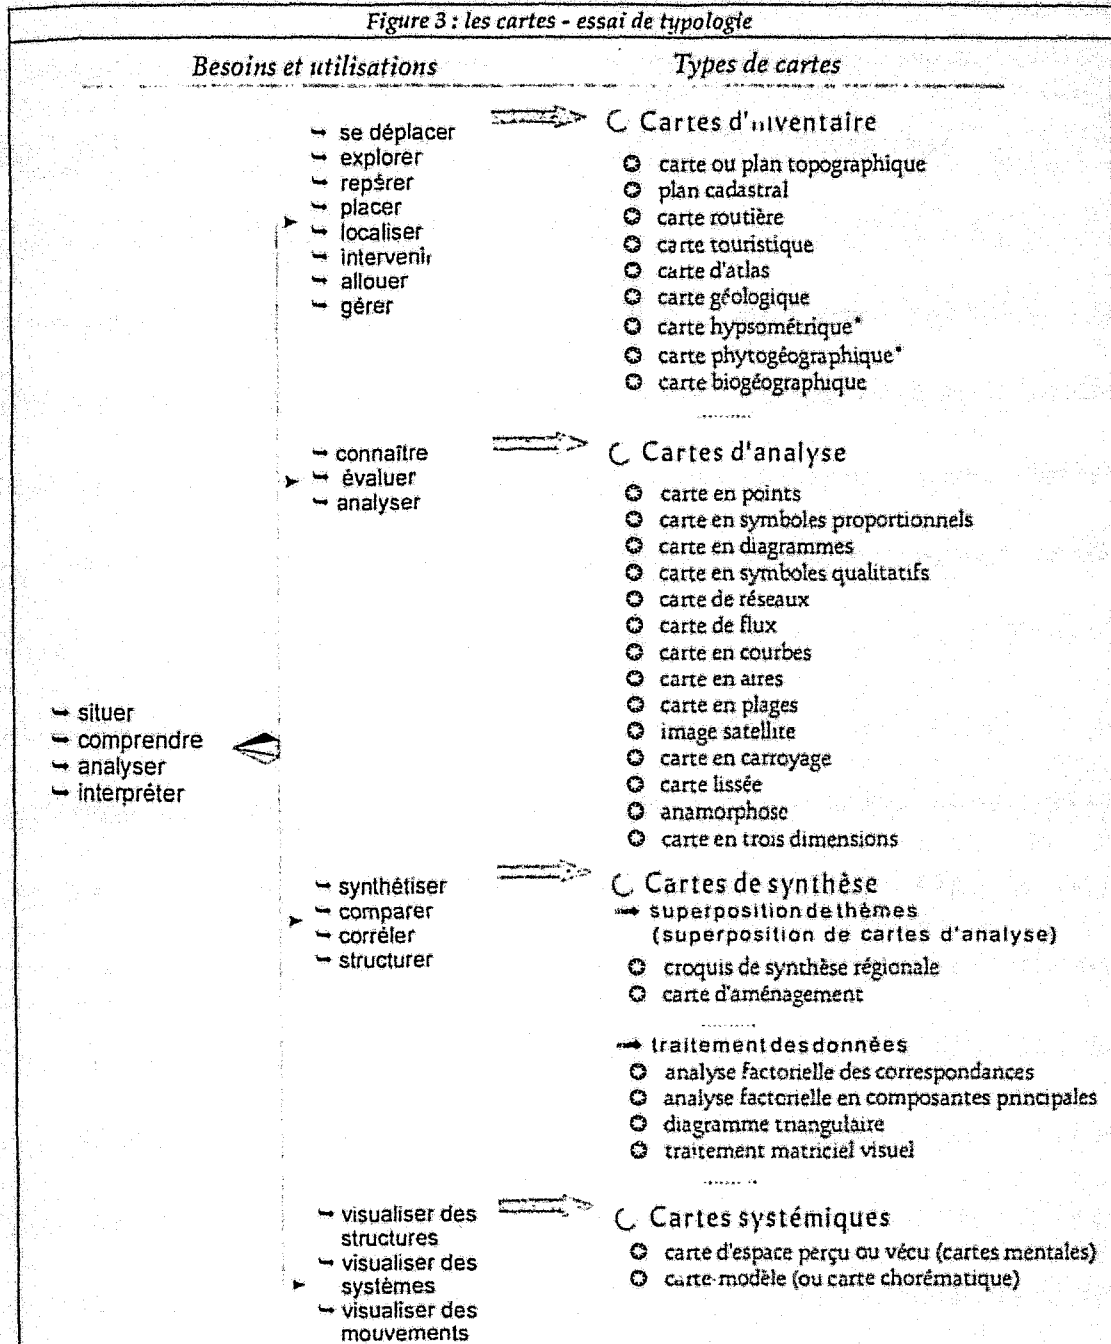 Figure 3 : les cartes - essai de typologie
Besoins et utilisations
Types de cartes
situer
comprendre
analyser
interpréter
se déplacer
explorer
repérer
placer
localiser
intervenir
allouer
gérer
Cartes d'inventaire
carte ou plan topographique
plan cadastral
carte routière
carte touristique
carte d'atlas
carte géologique
carte hypsométrique*
carte phytogéographique*
carte biogéographique
connaître
évaluer
analyser
Cartes d'analyse
carte en points
carte en symboles proportionnels
carte en diagrammes
carte en symboles qualitatifs
carte de réseaux
carte de flux
carte en courbes
carte en aires
carte en plages
image satellite
carte en carroyage
carte lissée
anamorphose
carte en trois dimensions
synthétiser
comparer
corréler
structurer
Cartes de synthèse
superposition de thèmes
(superposition de cartes d'analyse)
croquis de synthèse régionale
carte d'aménagement
traitement des données
analyse factorielle des correspondances
analyse factorielle en composantes principales
diagramme triangulaire
traitement matriciel visuel
visualiser des
structures
visualiser des
systèmes
visualiser des
mouvements
Cartes systémiques
carte d'espace perçu ou vécu (cartes mentales)
carte-modèle (ou carte chorématique)